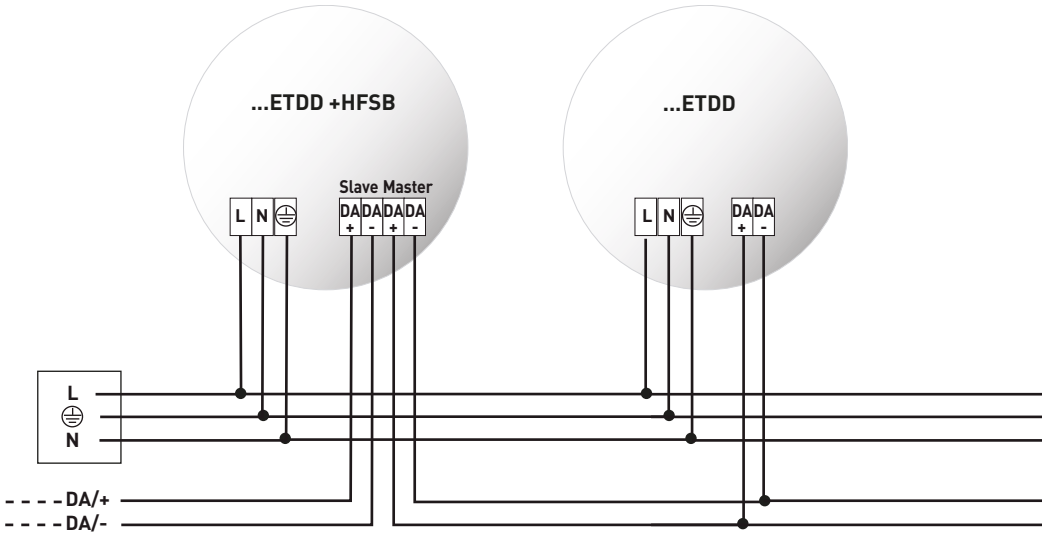 ...ETDD +HFSB
...ETDD
Slave Master
L N DA DA DA DA
+ - + -
L N DA DA
+ -
L
N
DA/+
DA/-